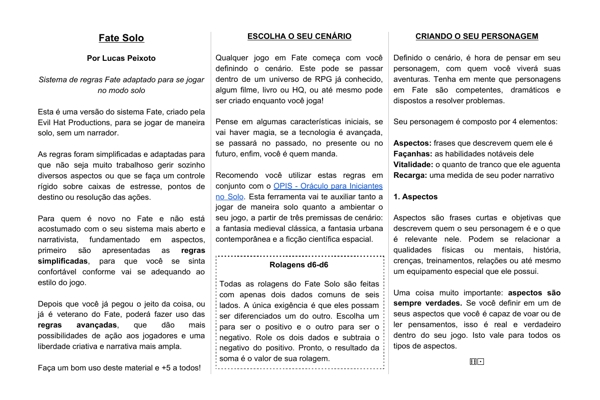 Fate Solo
Por Lucas Peixoto
Sistema de regras Fate adaptado para se jogar
no modo solo
Esta é uma versão do sistema Fate, criado pela
Evil Hat Productions, para se jogar de maneira
solo, sem um narrador.
As regras foram simplificadas e adaptadas para
que não seja muito trabalhoso gerir sozinho
diversos aspectos ou que se faça um controle
rígido sobre caixas de estresse, pontos de
destino ou resolução das ações.
Para quem é novo no Fate e não está
acostumado com o seu sistema mais aberto e
narrativista, fundamentado em aspectos,
primeiro são apresentadas as regras
simplificadas, para que você se sinta
confortável conforme vai se adequando ao
estilo do jogo.
Depois que você já pegou o jeito da coisa, ou
já é veterano do Fate, poderá fazer uso das
regras avançadas, que dão mais
possibilidades de ação aos jogadores e uma
liberdade criativa e narrativa mais ampla.
Faça um bom uso deste material e +5 a todos!
ESCOLHA O SEU CENÁRIO
Qualquer jogo em Fate começa com você
definindo o cenário. Este pode se passar
dentro de um universo de RPG já conhecido,
algum filme, livro ou HQ, ou até mesmo pode
ser criado enquanto você joga!
Pense em algumas características iniciais, se
vai haver magia, se a tecnologia é avançada,
se passará no passado, no presente ou no
futuro, enfim, você é quem manda.
Recomendo você utilizar estas regras em
conjunto com o OPIS - Oráculo para Iniciantes
no Solo. Esta ferramenta vai te auxiliar tanto a
jogar de maneira solo quanto a ambientar o
seu jogo, a partir de três premissas de cenário:
a fantasia medieval clássica, a fantasia urbana
contemporânea e a ficção científica espacial.
Rolagens d6-d6
Todas as rolagens do Fate Solo são feitas
com apenas dois dados comuns de seis
lados. A única exigência é que eles possam
ser diferenciados um do outro. Escolha um
para ser o positivo e o outro para ser o
negativo. Role os dois dados e subtraia o
negativo do positivo. Pronto, o resultado da
soma é o valor de sua rolagem.
CRIANDO O SEU PERSONAGEM
Definido o cenário, é hora de pensar em seu
personagem, com quem você viverá suas
aventuras. Tenha em mente que personagens
em Fate são competentes, dramáticos e
dispostos a resolver problemas.
Seu personagem é composto por 4 elementos:
Aspectos: frases que descrevem quem ele é
Façanhas: as habilidades notáveis dele
Vitalidade: o quanto de tranco que ele aguenta
Recarga: uma medida de seu poder narrativo
1. Aspectos
Aspectos são frases curtas e objetivas que
descrevem quem o seu personagem é e o que
é relevante nele. Podem se relacionar a
qualidades físicas ou mentais, história,
crenças, treinamentos, relações ou até mesmo
um equipamento especial que ele possui.
Uma coisa muito importante: aspectos são
sempre verdades. Se você definir em um de
seus aspectos que você é capaz de voar ou de
ler pensamentos, isso é real e verdadeiro
dentro do seu jogo. Isto vale para todos os
tipos de aspectos.